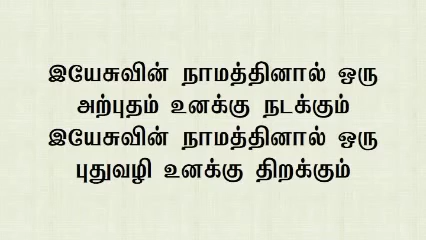 இயேசுவின் நாமத்தினால் ஒரு
அற்புதம் உனக்கு நடக்கும்
இயேசுவின் நாமத்தினால் ஒரு
புதுவழி உனக்கு திறக்கும்